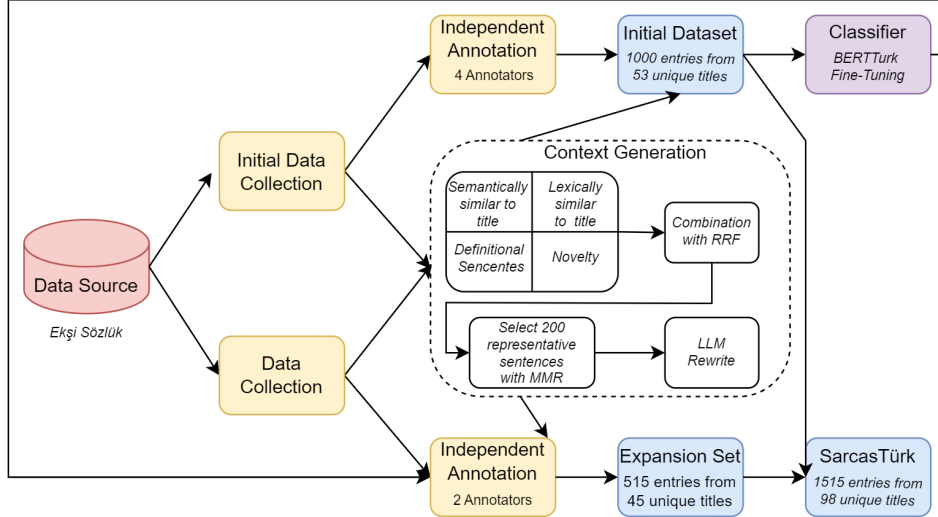 Independent
Annotation
4 Annotators
Initial Dataset
1000 entries from
53 unique titles
Classifier
BERTTurk
Fine-Tuning
Initial Data
Collection
Context Generation
Semantically
similar to
title
Lexically
similar
to title
Definitional
Sencentes
Novelty
Combination
with RRF
Data Source
Ekşi Sözlük
Data
Collection
Select 200
representative
sentences
with MMR
LLM
Rewrite
Independent
Annotation
2 Annotators
Expansion Set
515 entries from
45 unique titles
SarcasTürk
1515 entries from
98 unique titles